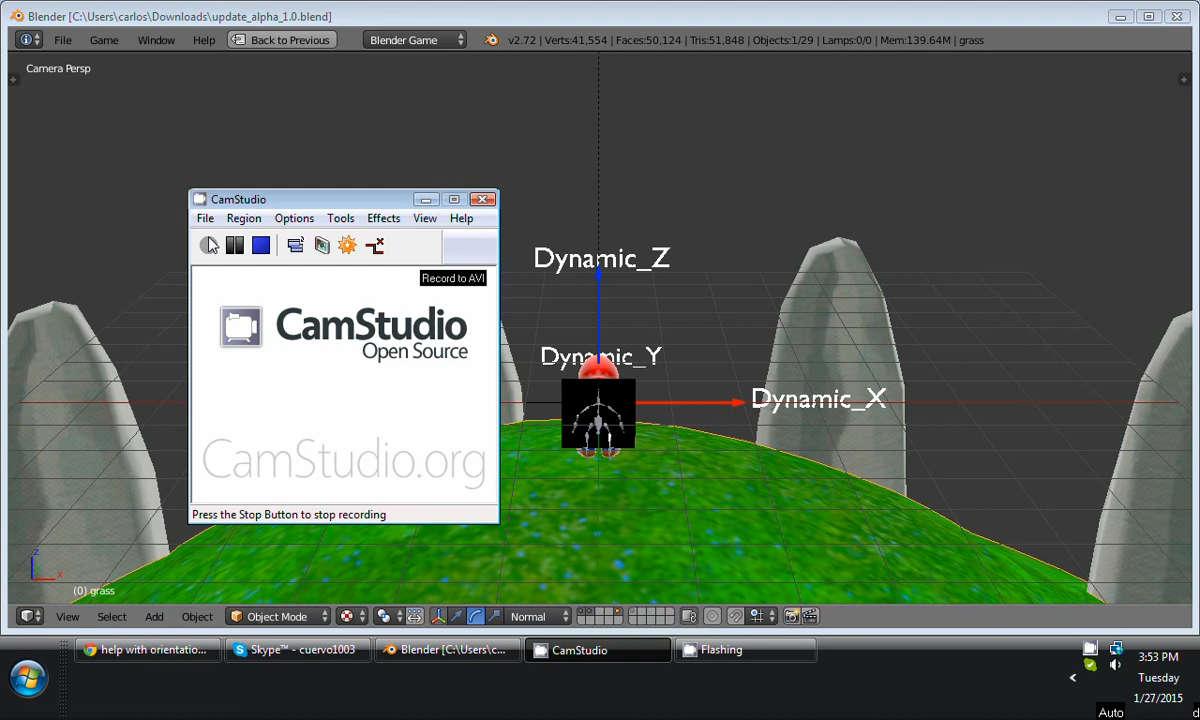 Blender [C:\Users\carlos\Downloads\update_alpha_1.0.blend]
File Game Window Help Back to Previous Blender Game v2.72 | Verts:41,554 | Faces:50,124 | Tris:51,848 | Objects:1/29 | Lamps:0/0 | Mem:139.64M | grass
Camera Persp
CamStudio
File Region Options Tools Effects View Help
Record to AVI
CamStudio
Open Source
CamStudio.org
Press the Stop Button to stop recording
Dynamic_Z
Dynamic_Y
Dynamic_X
z
x
(0) grass
View Select Add Object Object Mode Normal
help with orientatio... Skype™ - cuervo1003 Blender [C:\Users\c... CamStudio Flashing
3:53 PM
Tuesday
1/27/2015
Auto